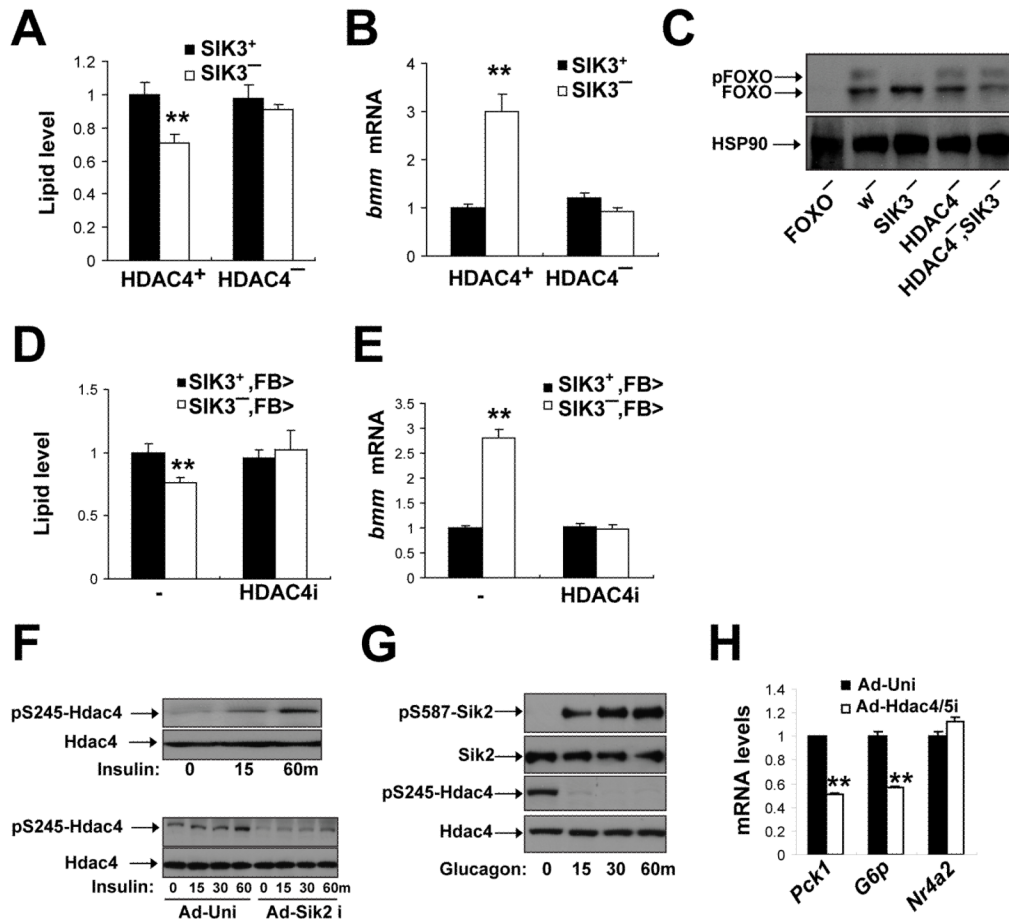 A
SIK3⁺
SIK3⁻
Lipid level
1.2
1
0.8
0.6
0.4
0.2
0
**
HDAC4⁺ HDAC4⁻
B
SIK3⁺
SIK3⁻
bmm mRNA
4
3
2
1
0
**
HDAC4⁺ HDAC4⁻
C
pFOXO
FOXO
HSP90
FOXO⁻
w⁻
SIK3⁻
HDAC4⁻
HDAC4⁻,SIK3⁻
D
SIK3⁺,FB>
SIK3⁻,FB>
Lipid level
1.5
1
0.5
0
**
- HDAC4i
E
SIK3⁺,FB>
SIK3⁻,FB>
bmm mRNA
3.5
3
2.5
2
1.5
1
0.5
0
**
- HDAC4i
F
pS245-Hdac4
Hdac4
Insulin: 0 15 60m
pS245-Hdac4
Hdac4
Insulin: 0 15 30 60 0 15 30 60m
Ad-Uni Ad-Sik2 i
G
pS587-Sik2
Sik2
pS245-Hdac4
Hdac4
Glucagon: 0 15 30 60m
H
Ad-Uni
Ad-Hdac4/5i
mRNA levels
1.4
1.2
1
0.8
0.6
0.4
0.2
0
**
**
Pck1
G6p
Nr4a2